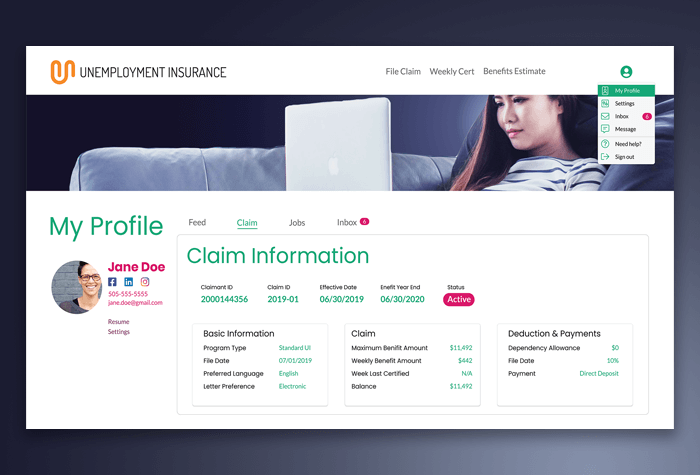 UNEMPLOYMENT INSURANCE
File Claim Weekly Cert Benefits Estimate
My Profile
Settings
Inbox 6
Message
Need help?
Sign out
My Profile
Jane Doe
505-555-5555
jane.doe@gmail.com
Resume
Settings
Feed Claim Jobs Inbox 6
Claim Information
Claimant ID Claim ID Effective Date Enefit Year End Status
2000144356 2019-01 06/30/2019 06/30/2020 Active
Basic Information
Program Type Standard UI
File Date 07/01/2019
Preferred Language English
Letter Preference Electronic
Claim
Maximum Benifit Amount $11,492
Weekly Benefit Amount $442
Week Last Certified N/A
Balance $11,492
Deduction & Payments
Dependency Allowance $0
File Date 10%
Payment Direct Deposit